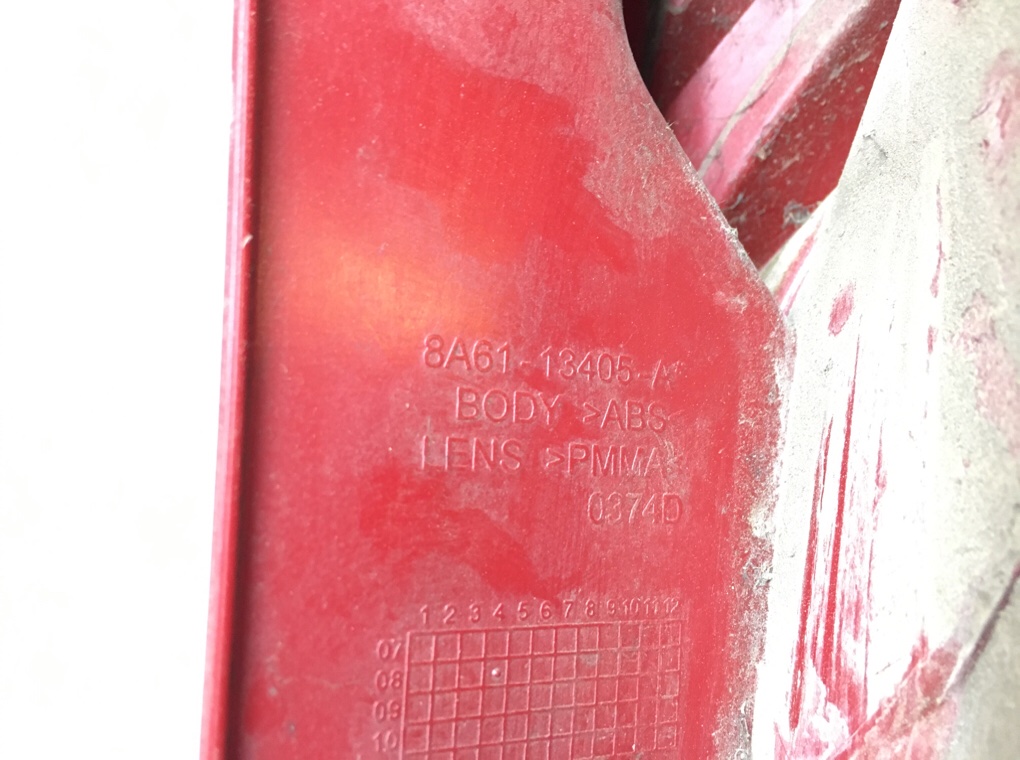 8A61-13405-A
BODY >ABS
LENS >PMMA<
0374D
1 2 3 4 5 6 7 8 9 10 11 12
07
08
09
10